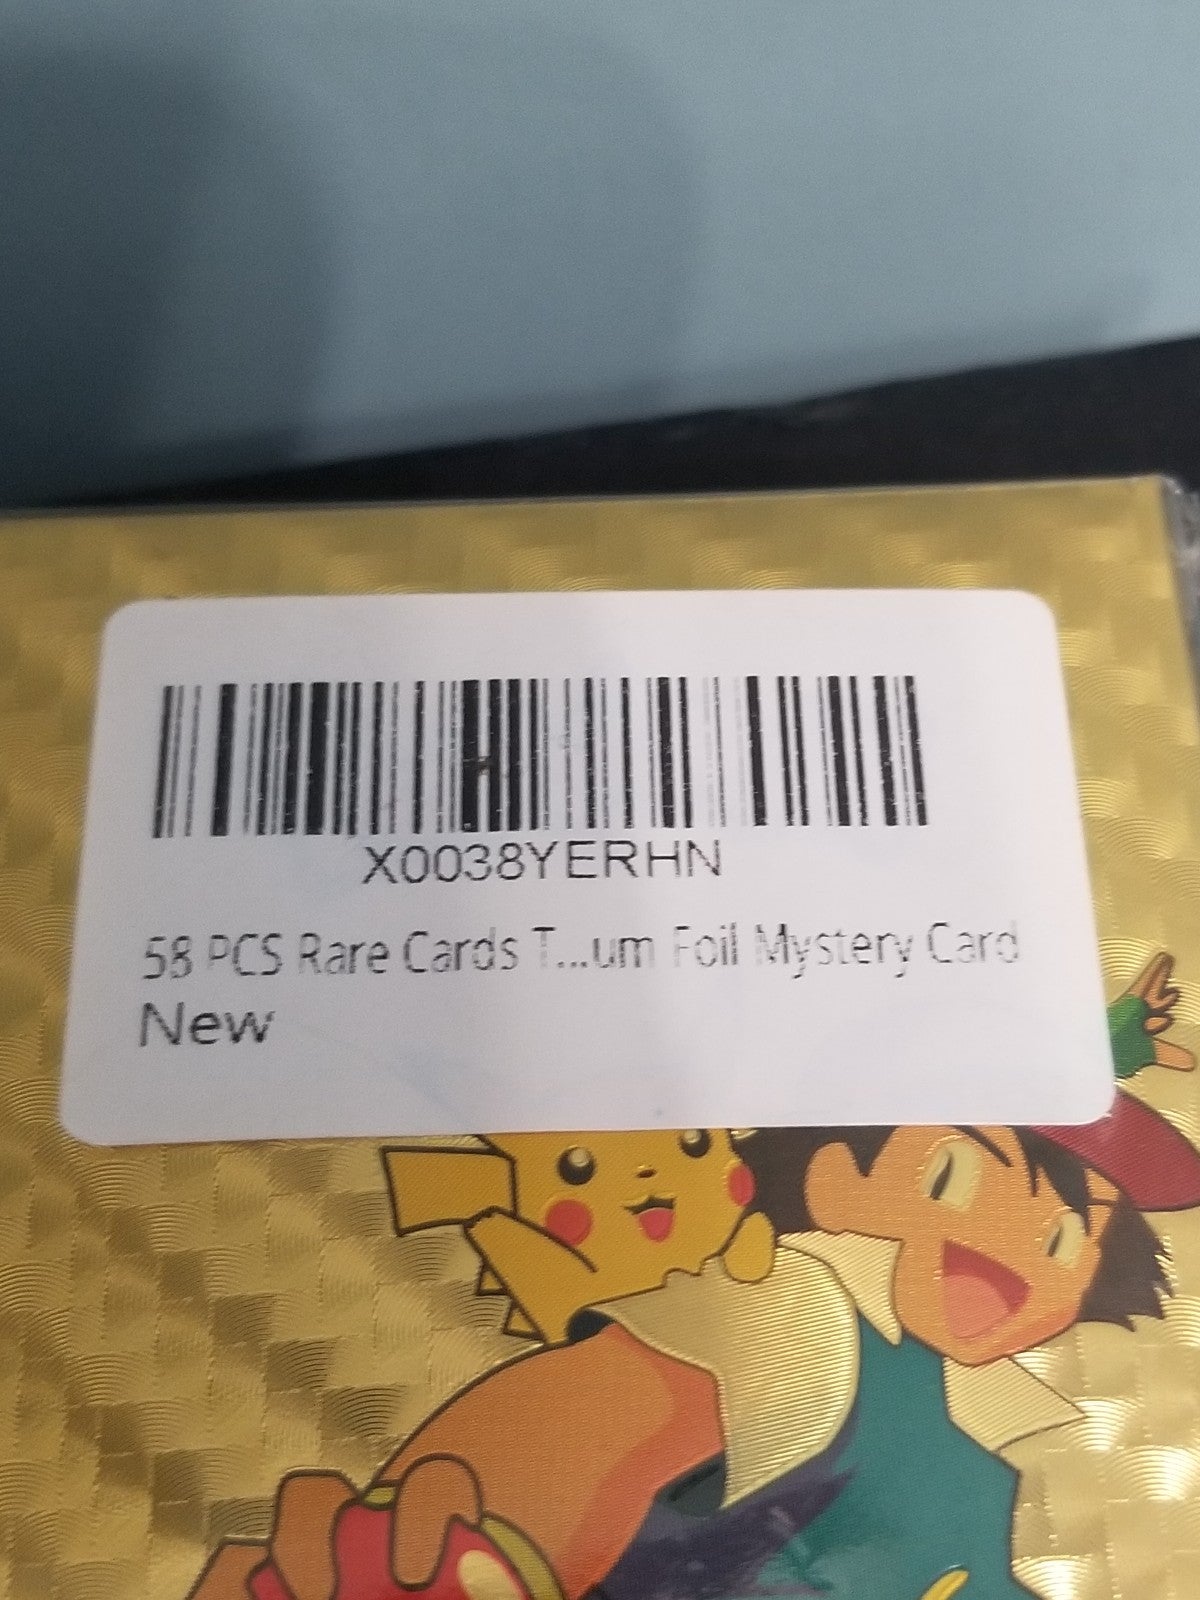 X0038YERHN
58 PCS Rare Cards T...um Foil Mystery Card
New